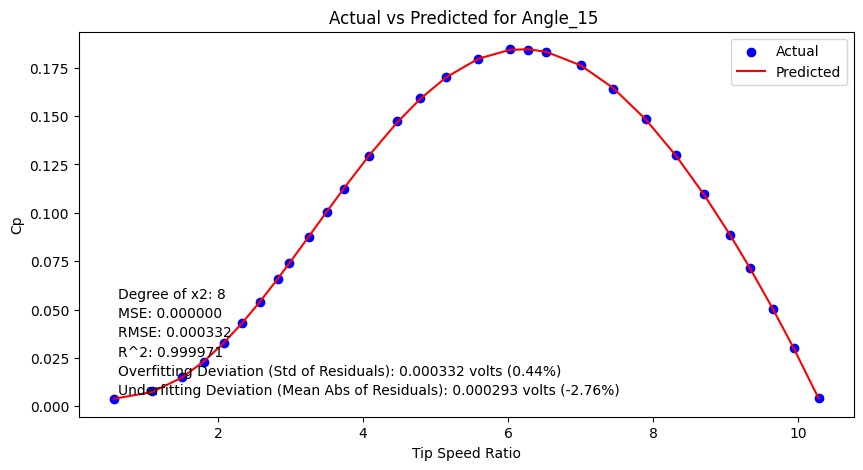 Actual vs Predicted for Angle_15
Actual
Predicted
0.175
0.150
0.125
0.100
0.075
0.050
0.025
0.000
Cp
Degree of x2: 8
MSE: 0.000000
RMSE: 0.000332
R^2: 0.999971
Overfitting Deviation (Std of Residuals): 0.000332 volts (0.44%)
Underfitting Deviation (Mean Abs of Residuals): 0.000293 volts (-2.76%)
2 4 6 8 10
Tip Speed Ratio